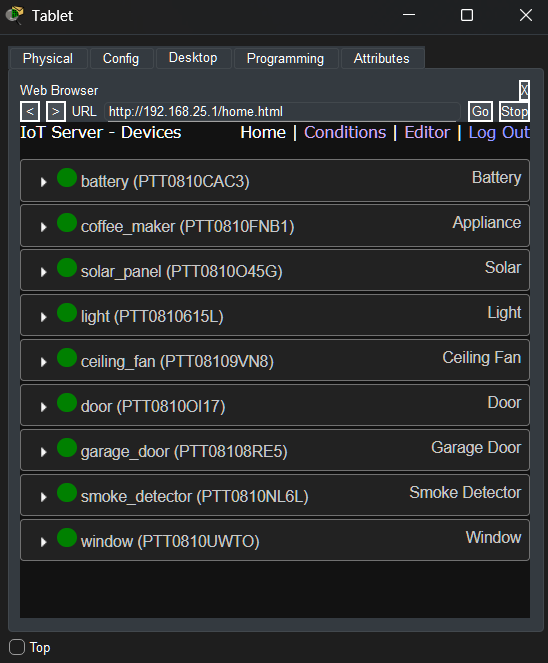 Tablet
Physical Config Desktop Programming Attributes
Web Browser X
< > URL http://192.168.25.1/home.html Go Stop
IoT Server - Devices Home | Conditions | Editor | Log Out
battery (PTT0810CAC3) Battery
coffee_maker (PTT0810FNB1) Appliance
solar_panel (PTT0810O45G) Solar
light (PTT0810615L) Light
ceiling_fan (PTT08109VN8) Ceiling Fan
door (PTT0810OI17) Door
garage_door (PTT08108RE5) Garage Door
smoke_detector (PTT0810NL6L) Smoke Detector
window (PTT0810UWTO) Window
Top